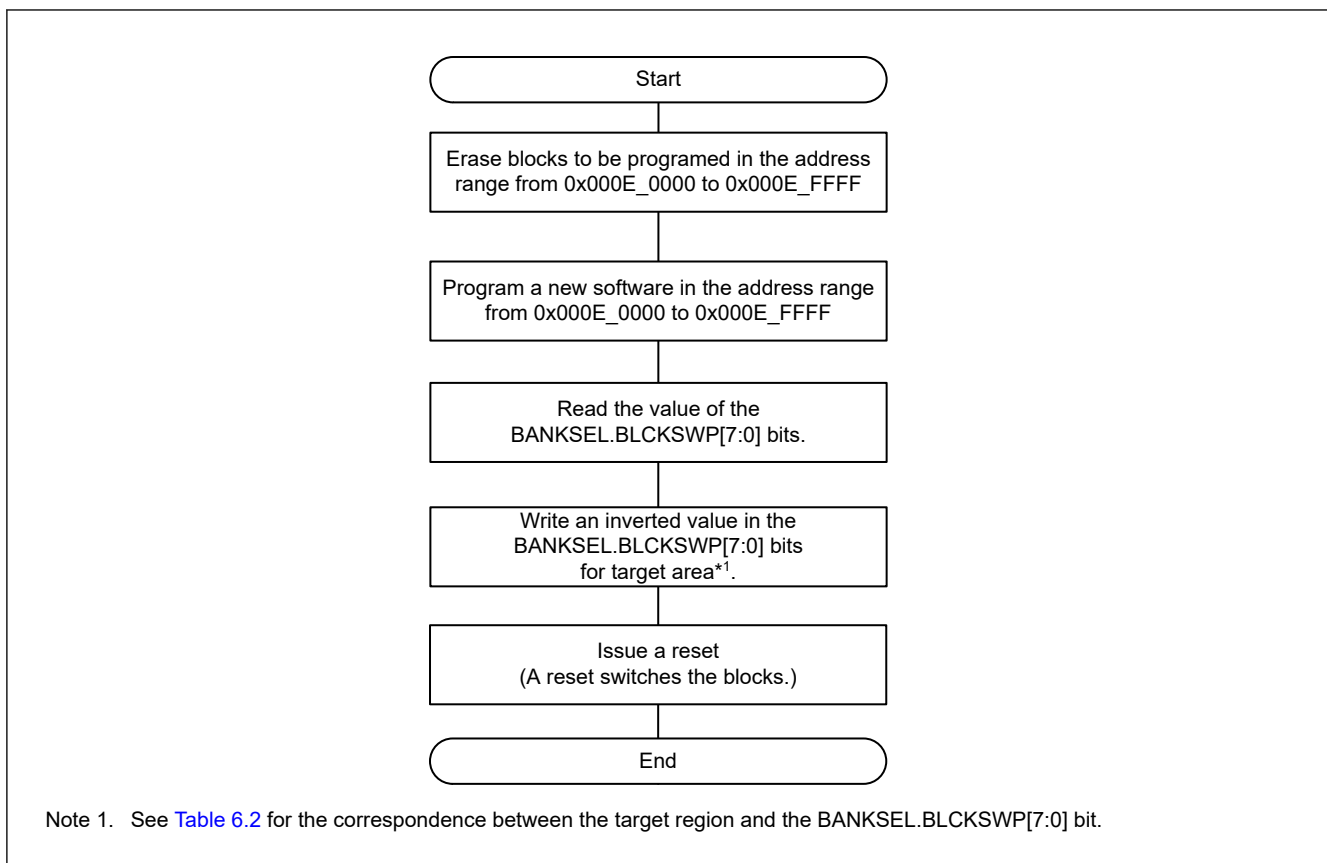 Start
Erase blocks to be programed in the address
range from 0x000E_0000 to 0x000E_FFFF
Program a new software in the address range
from 0x000E_0000 to 0x000E_FFFF
Read the value of the
BANKSEL.BLCKSWP[7:0] bits.
Write an inverted value in the
BANKSEL.BLCKSWP[7:0] bits
for target area*1.
Issue a reset
(A reset switches the blocks.)
End
Note 1. See Table 6.2 for the correspondence between the target region and the BANKSEL.BLCKSWP[7:0] bit.